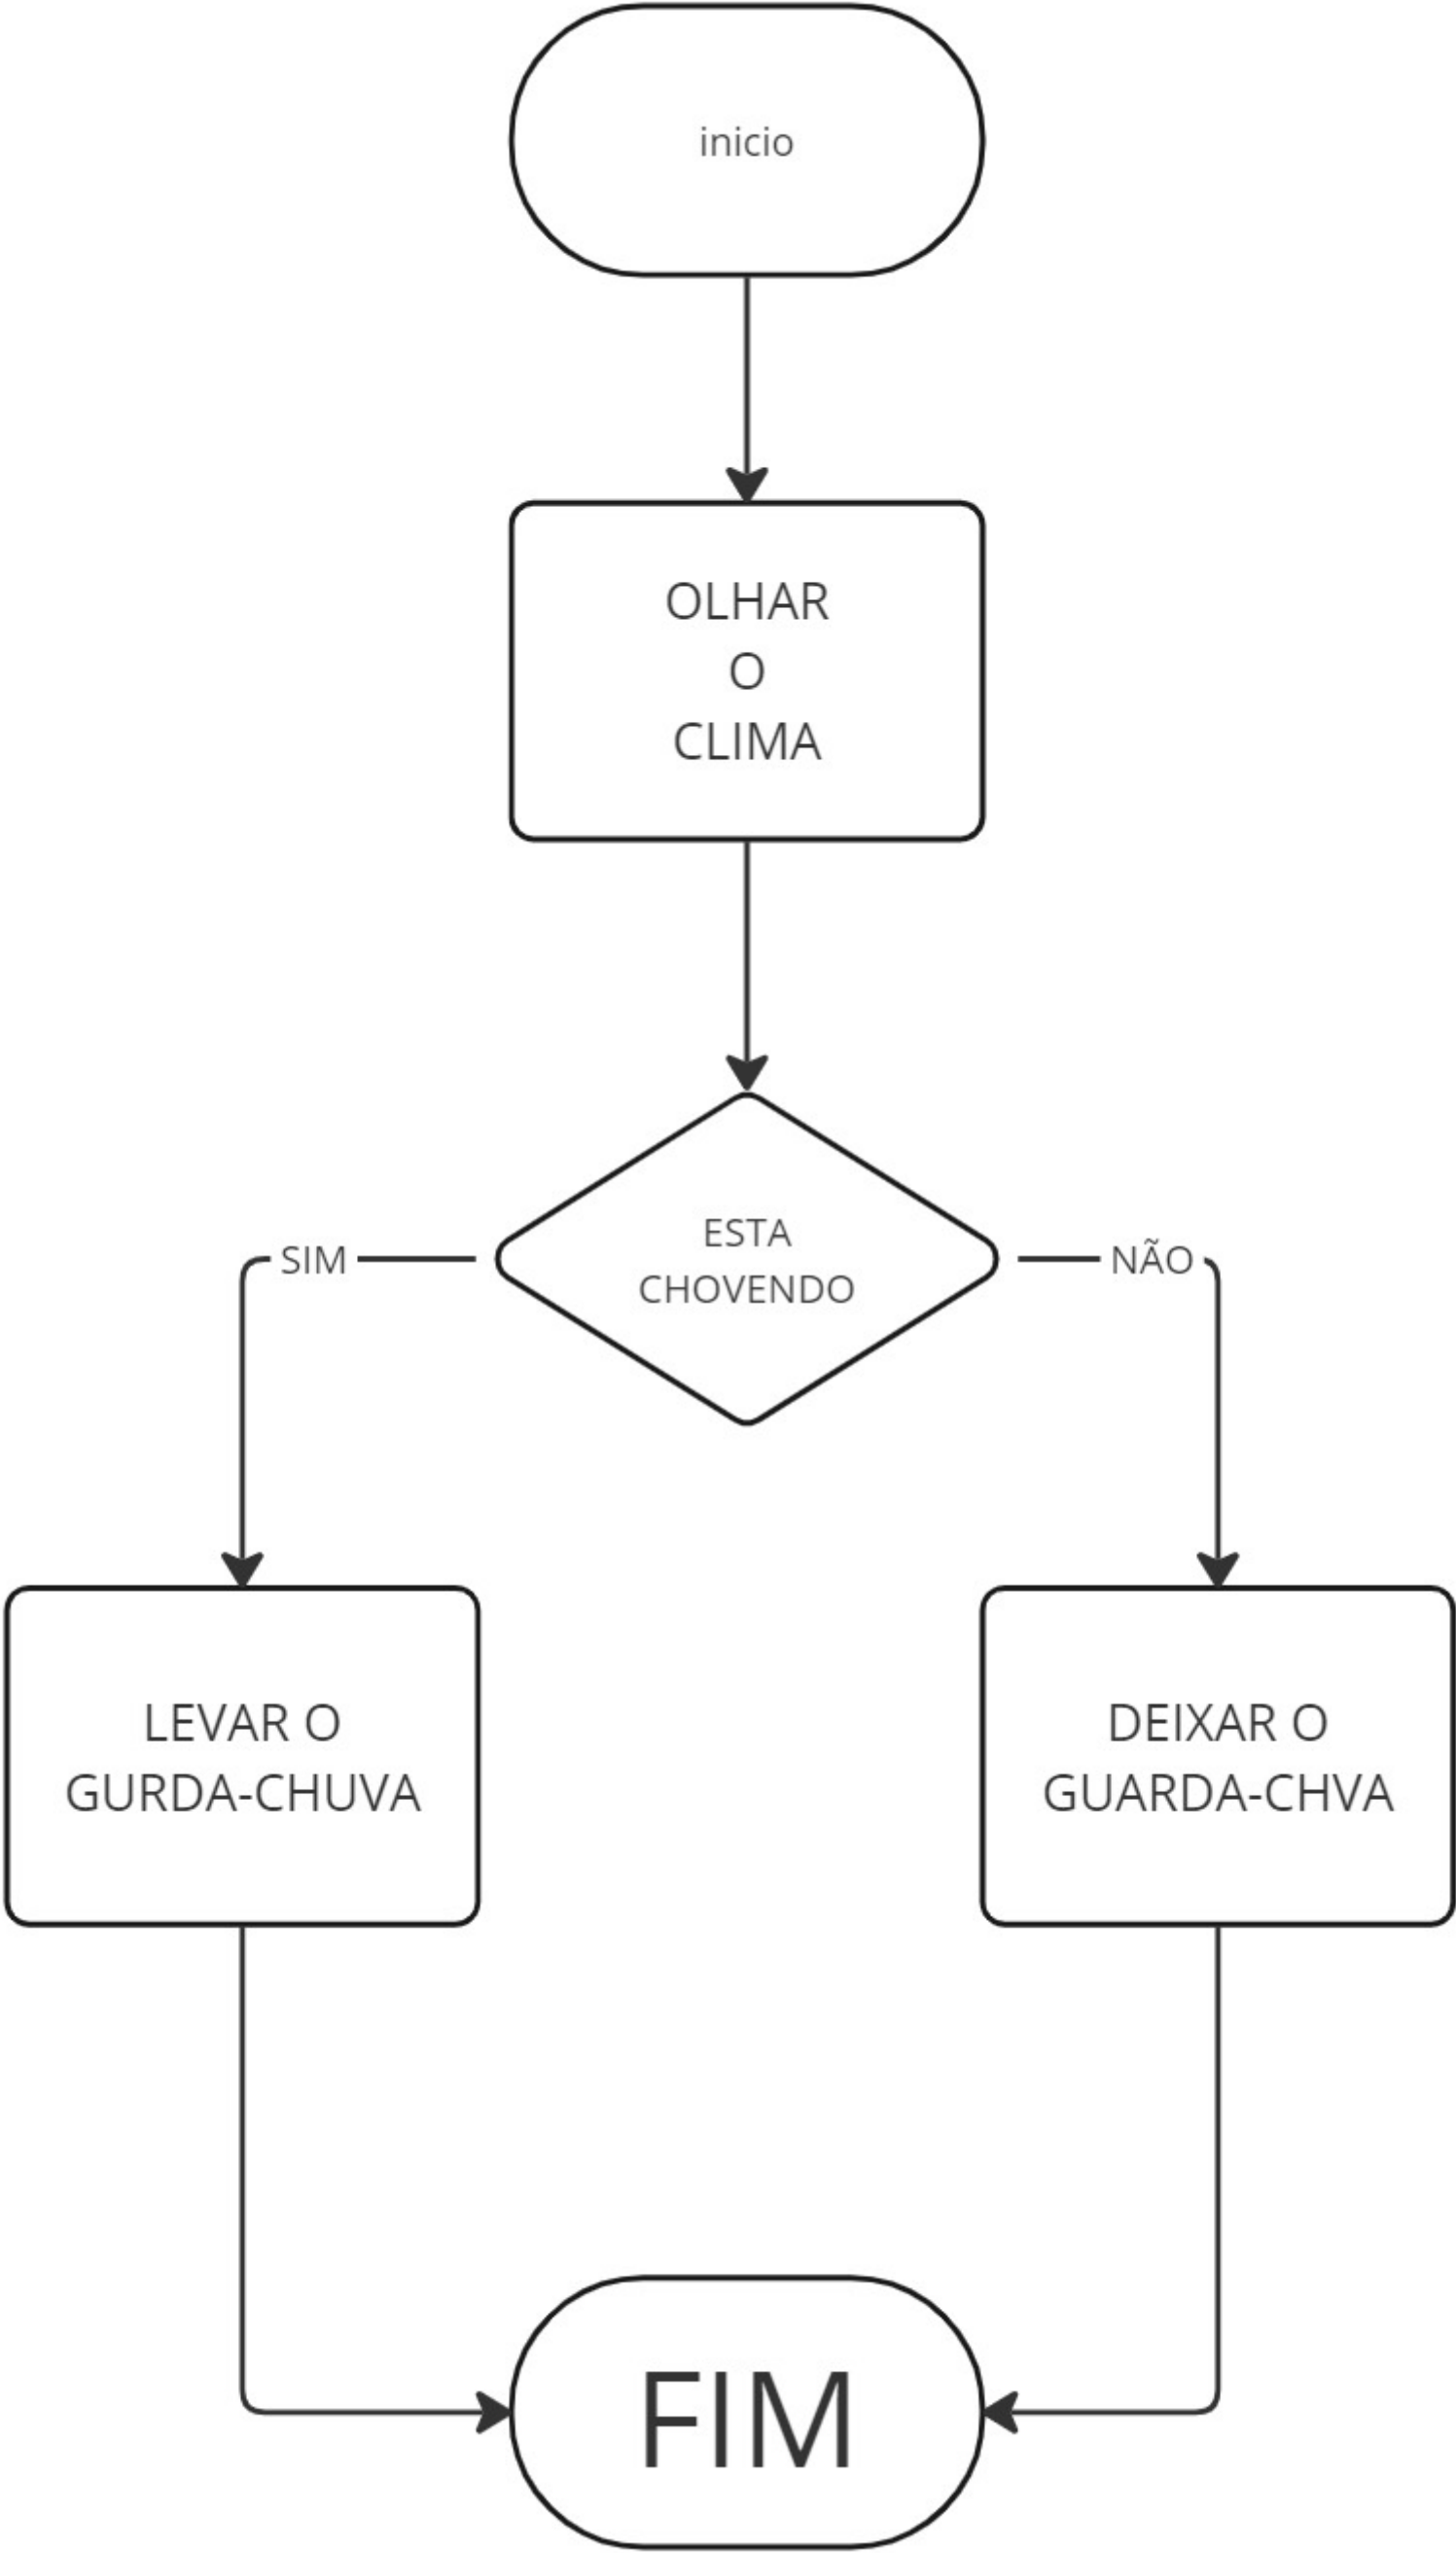 inicio
OLHAR
O
CLIMA
ESTA
CHOVENDO
SIM
NÃO
LEVAR O
GURDA-CHUVA
DEIXAR O
GUARDA-CHVA
FIM